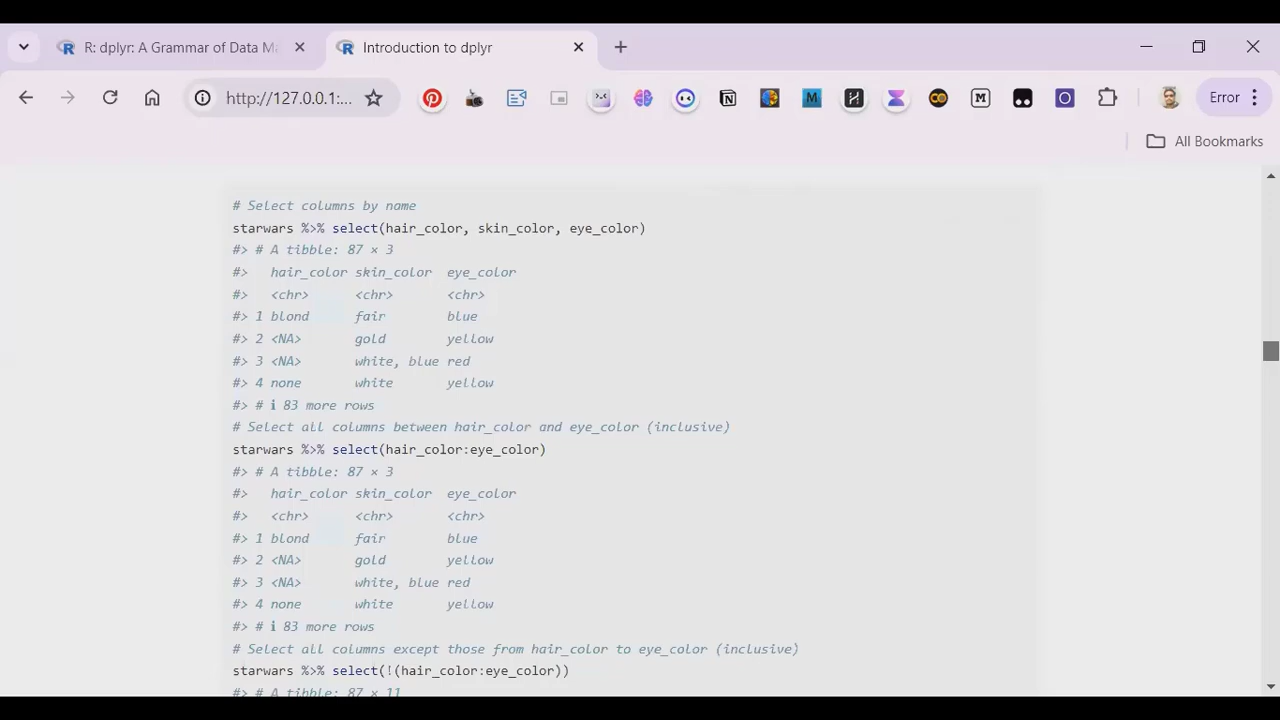 R: dplyr: A Grammar of Data Ma
Introduction to dplyr
http://127.0.0.1:...
Error
All Bookmarks
# Select columns by name
starwars %>% select(hair_color, skin_color, eye_color)
#> # A tibble: 87 × 3
#>   hair_color skin_color  eye_color
#>   <chr>      <chr>       <chr>
#> 1 blond      fair        blue
#> 2 <NA>       gold        yellow
#> 3 <NA>       white, blue red
#> 4 none       white       yellow
#> # ℹ 83 more rows
# Select all columns between hair_color and eye_color (inclusive)
starwars %>% select(hair_color:eye_color)
#> # A tibble: 87 × 3
#>   hair_color skin_color  eye_color
#>   <chr>      <chr>       <chr>
#> 1 blond      fair        blue
#> 2 <NA>       gold        yellow
#> 3 <NA>       white, blue red
#> 4 none       white       yellow
#> # ℹ 83 more rows
# Select all columns except those from hair_color to eye_color (inclusive)
starwars %>% select(!(hair_color:eye_color))
#> # A tibble: 87 × 11